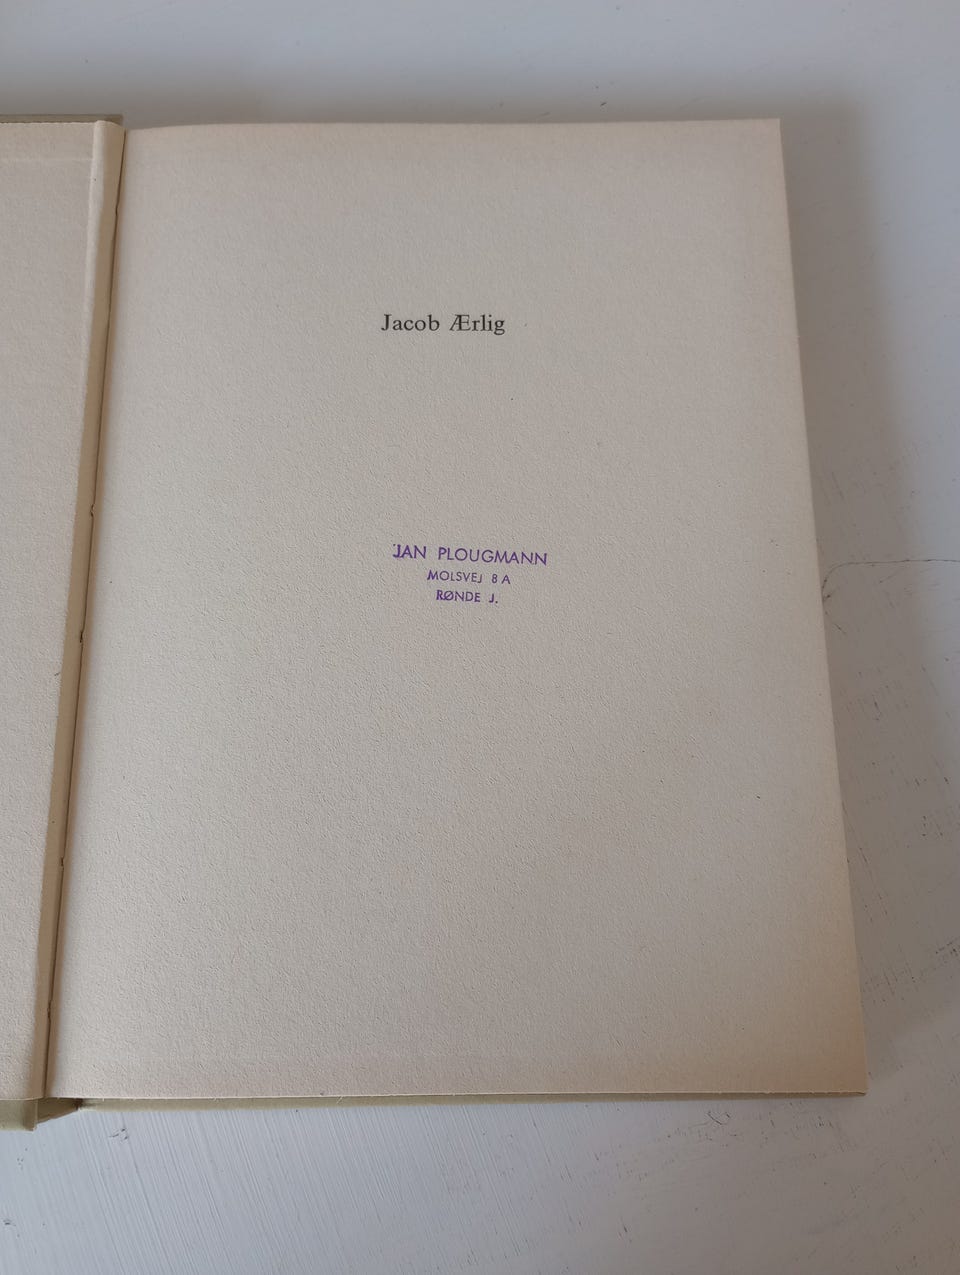 Jacob Ærlig
JAN PLOUGMANN
MOLSVEJ 8 A
RØNDE J.